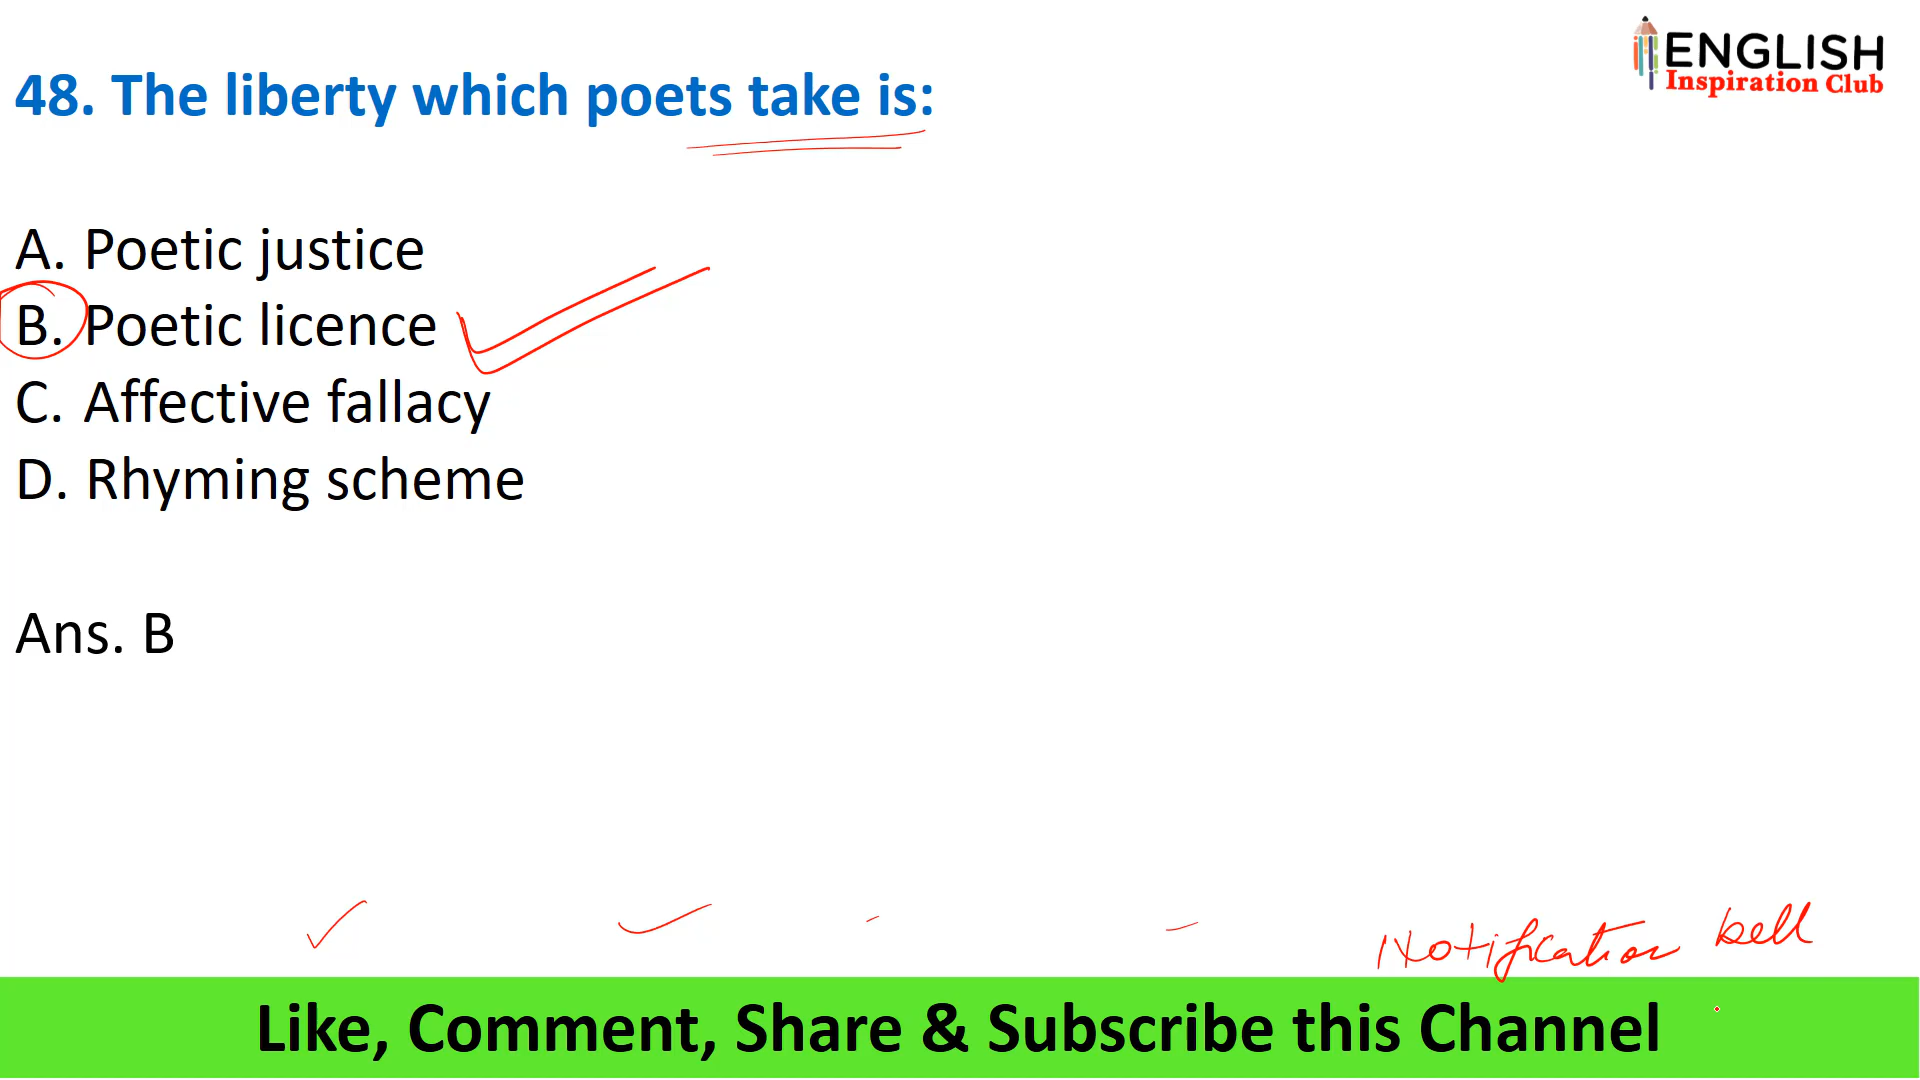 ENGLISH
Inspiration Club
48. The liberty which poets take is:
A. Poetic justice
B. Poetic licence
C. Affective fallacy
D. Rhyming scheme
Ans. B
Notification bell
Like, Comment, Share & Subscribe this Channel